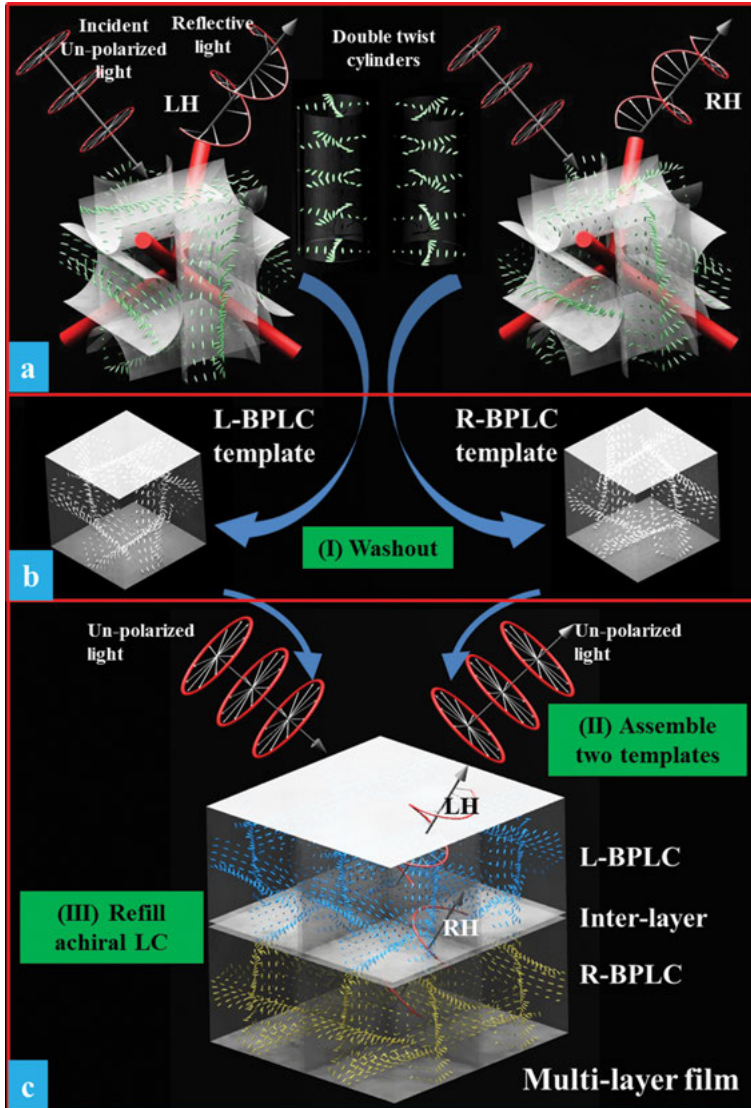 Incident
Un-polarized
light
Reflective
light
LH
Double twist
cylinders
RH
a
L-BPLC
template
R-BPLC
template
(I) Washout
b
Un-polarized
light
Un-polarized
light
(II) Assemble
two templates
LH
L-BPLC
(III) Refill
achiral LC
Inter-layer
RH
R-BPLC
Multi-layer film
c